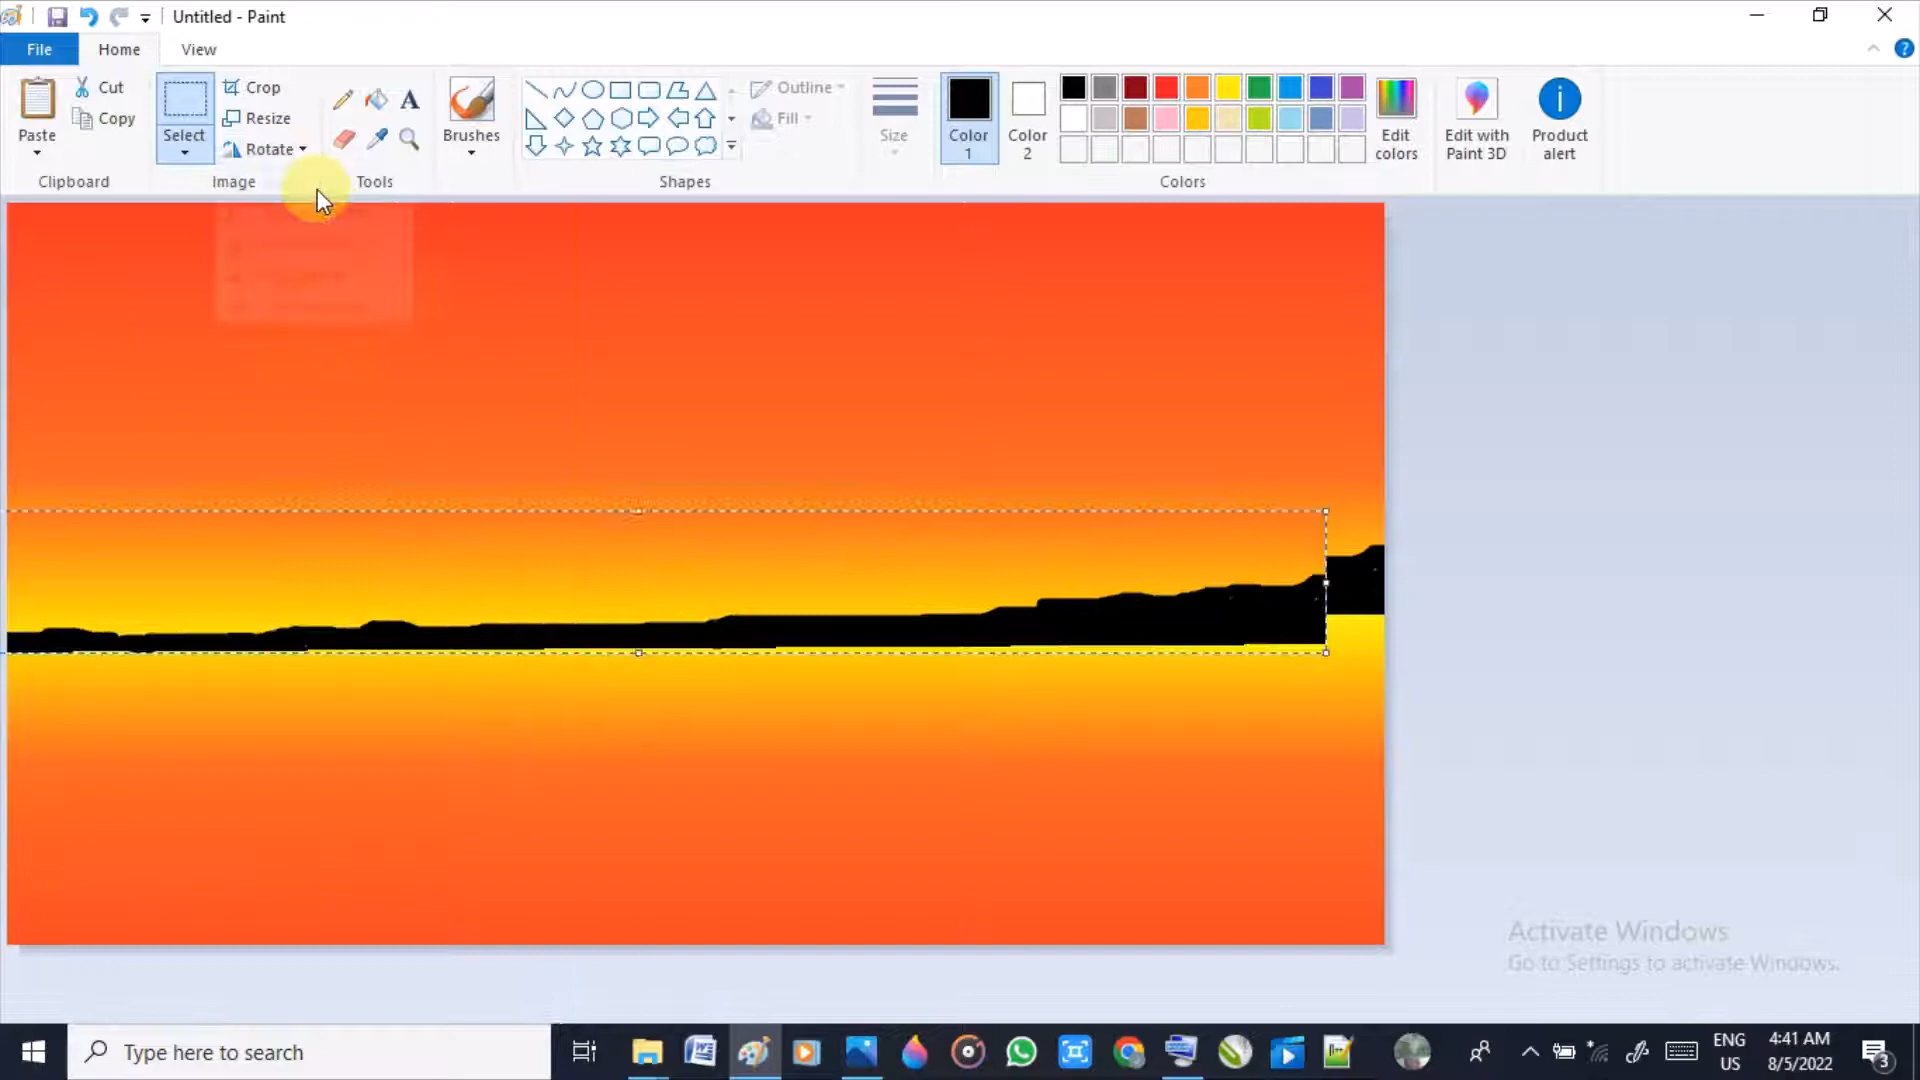 Untitled - Paint
File
Home
View
Paste
Cut
Copy
Clipboard
Select
Crop
Resize
Rotate
Image
A
Tools
Brushes
Shapes
Outline
Fill
Size
Color 1
Color 2
Edit colors
Colors
Edit with Paint 3D
Product alert
Activate Windows
Go to Settings to activate Windows.
Type here to search
ENG
US
4:41 AM
8/5/2022
3